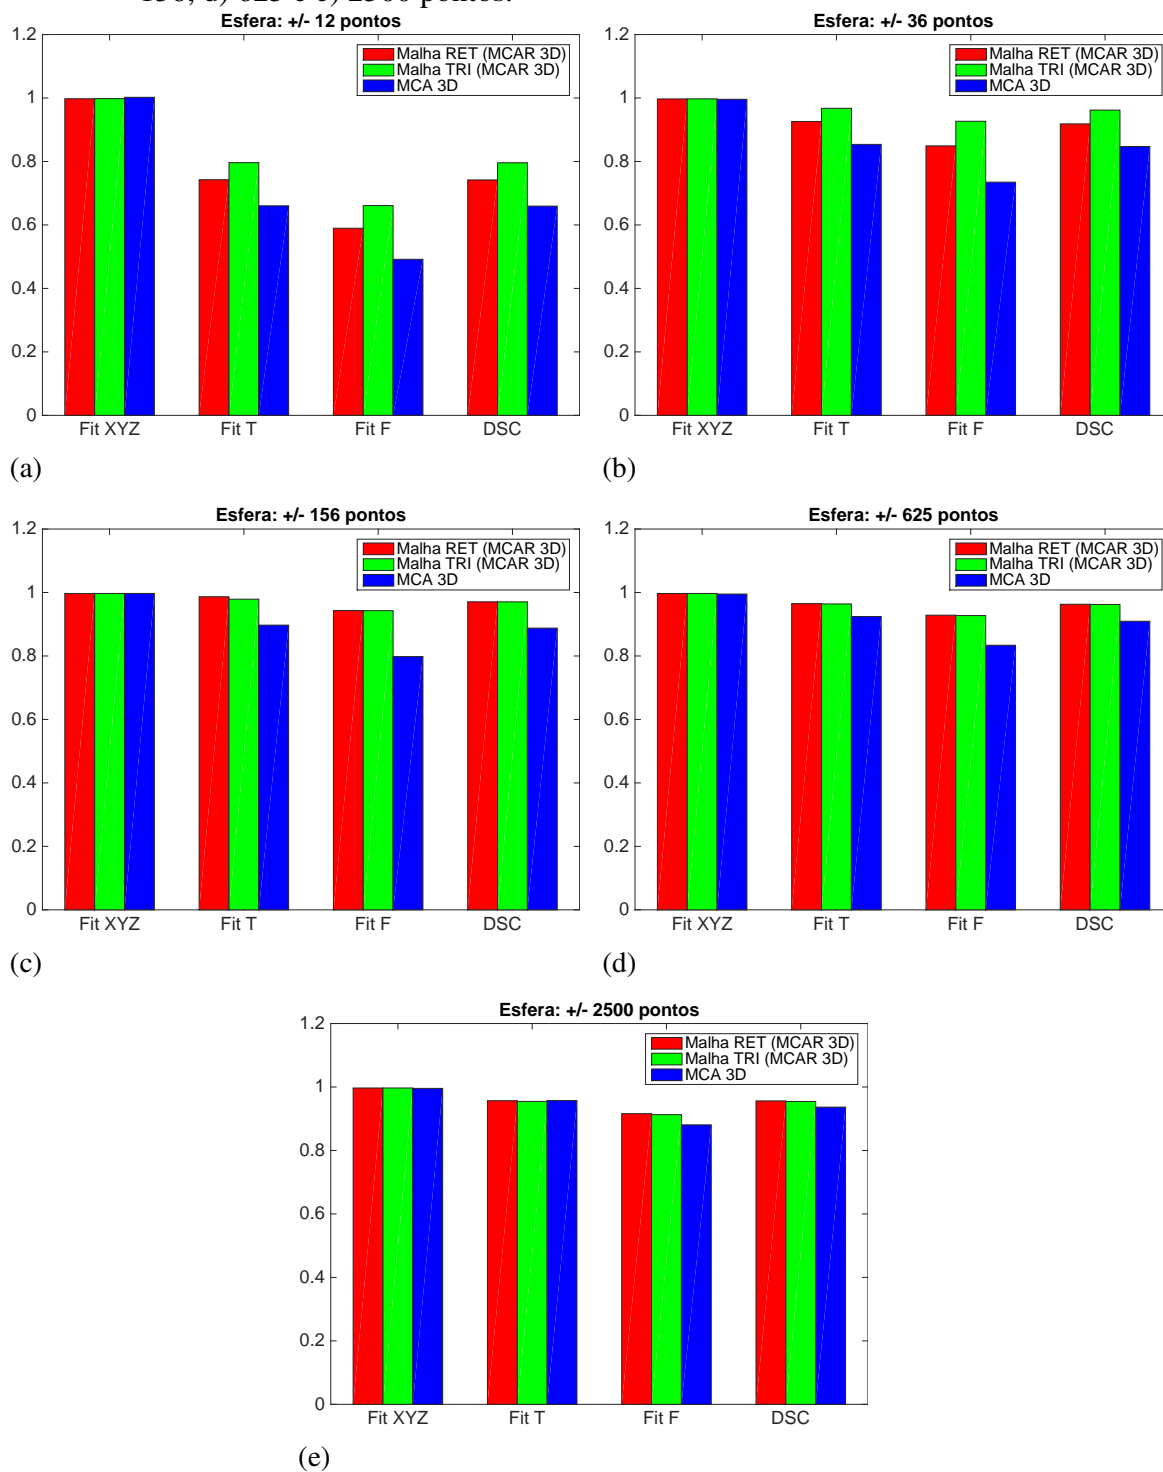 156, d) 625 e e) 2500 pontos.
Esfera: +/- 12 pontos
1.2
1
0.8
0.6
0.4
0.2
0
Malha RET (MCAR 3D)
Malha TRI (MCAR 3D)
MCA 3D
Fit XYZ Fit T Fit F DSC
(a)
Esfera: +/- 36 pontos
1.2
1
0.8
0.6
0.4
0.2
0
Malha RET (MCAR 3D)
Malha TRI (MCAR 3D)
MCA 3D
Fit XYZ Fit T Fit F DSC
(b)
Esfera: +/- 156 pontos
1.2
1
0.8
0.6
0.4
0.2
0
Malha RET (MCAR 3D)
Malha TRI (MCAR 3D)
MCA 3D
Fit XYZ Fit T Fit F DSC
(c)
Esfera: +/- 625 pontos
1.2
1
0.8
0.6
0.4
0.2
0
Malha RET (MCAR 3D)
Malha TRI (MCAR 3D)
MCA 3D
Fit XYZ Fit T Fit F DSC
(d)
Esfera: +/- 2500 pontos
1.2
1
0.8
0.6
0.4
0.2
0
Malha RET (MCAR 3D)
Malha TRI (MCAR 3D)
MCA 3D
Fit XYZ Fit T Fit F DSC
(e)